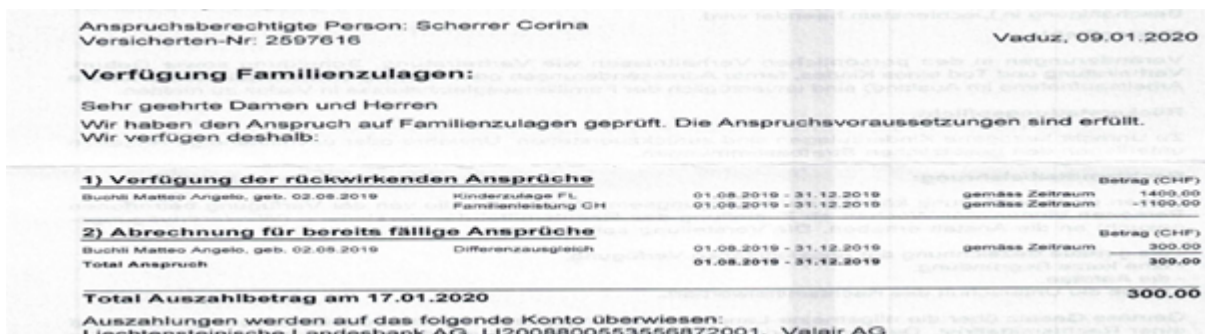 Anspruchsberechtigte Person: Scherrer Corina
Versicherten-Nr: 2597616
Vaduz, 09.01.2020
Verfügung Familienzulagen:
Sehr geehrte Damen und Herren
Wir haben den Anspruch auf Familienzulagen geprüft. Die Anspruchsvoraussetzungen sind erfüllt.
Wir verfügen deshalb:
1) Verfügung der rückwirkenden Ansprüche Betrag (CHF)
Buchli Matteo Angelo, geb. 02.08.2019 Kinderzulage FL 01.08.2019 - 31.12.2019 gemäss Zeitraum 1400.00
Familienleistung CH 01.08.2019 - 31.12.2019 gemäss Zeitraum -1100.00
2) Abrechnung für bereits fällige Ansprüche Betrag (CHF)
Buchli Matteo Angelo, geb. 02.08.2019 Differenzausgleich 01.08.2019 - 31.12.2019 gemäss Zeitraum 300.00
Total Anspruch 01.08.2019 - 31.12.2019 300.00
Total Auszahlbetrag am 17.01.2020 300.00
Auszahlungen werden auf das folgende Konto überwiesen:
Liechtensteinische Landesbank AG, Valair AG